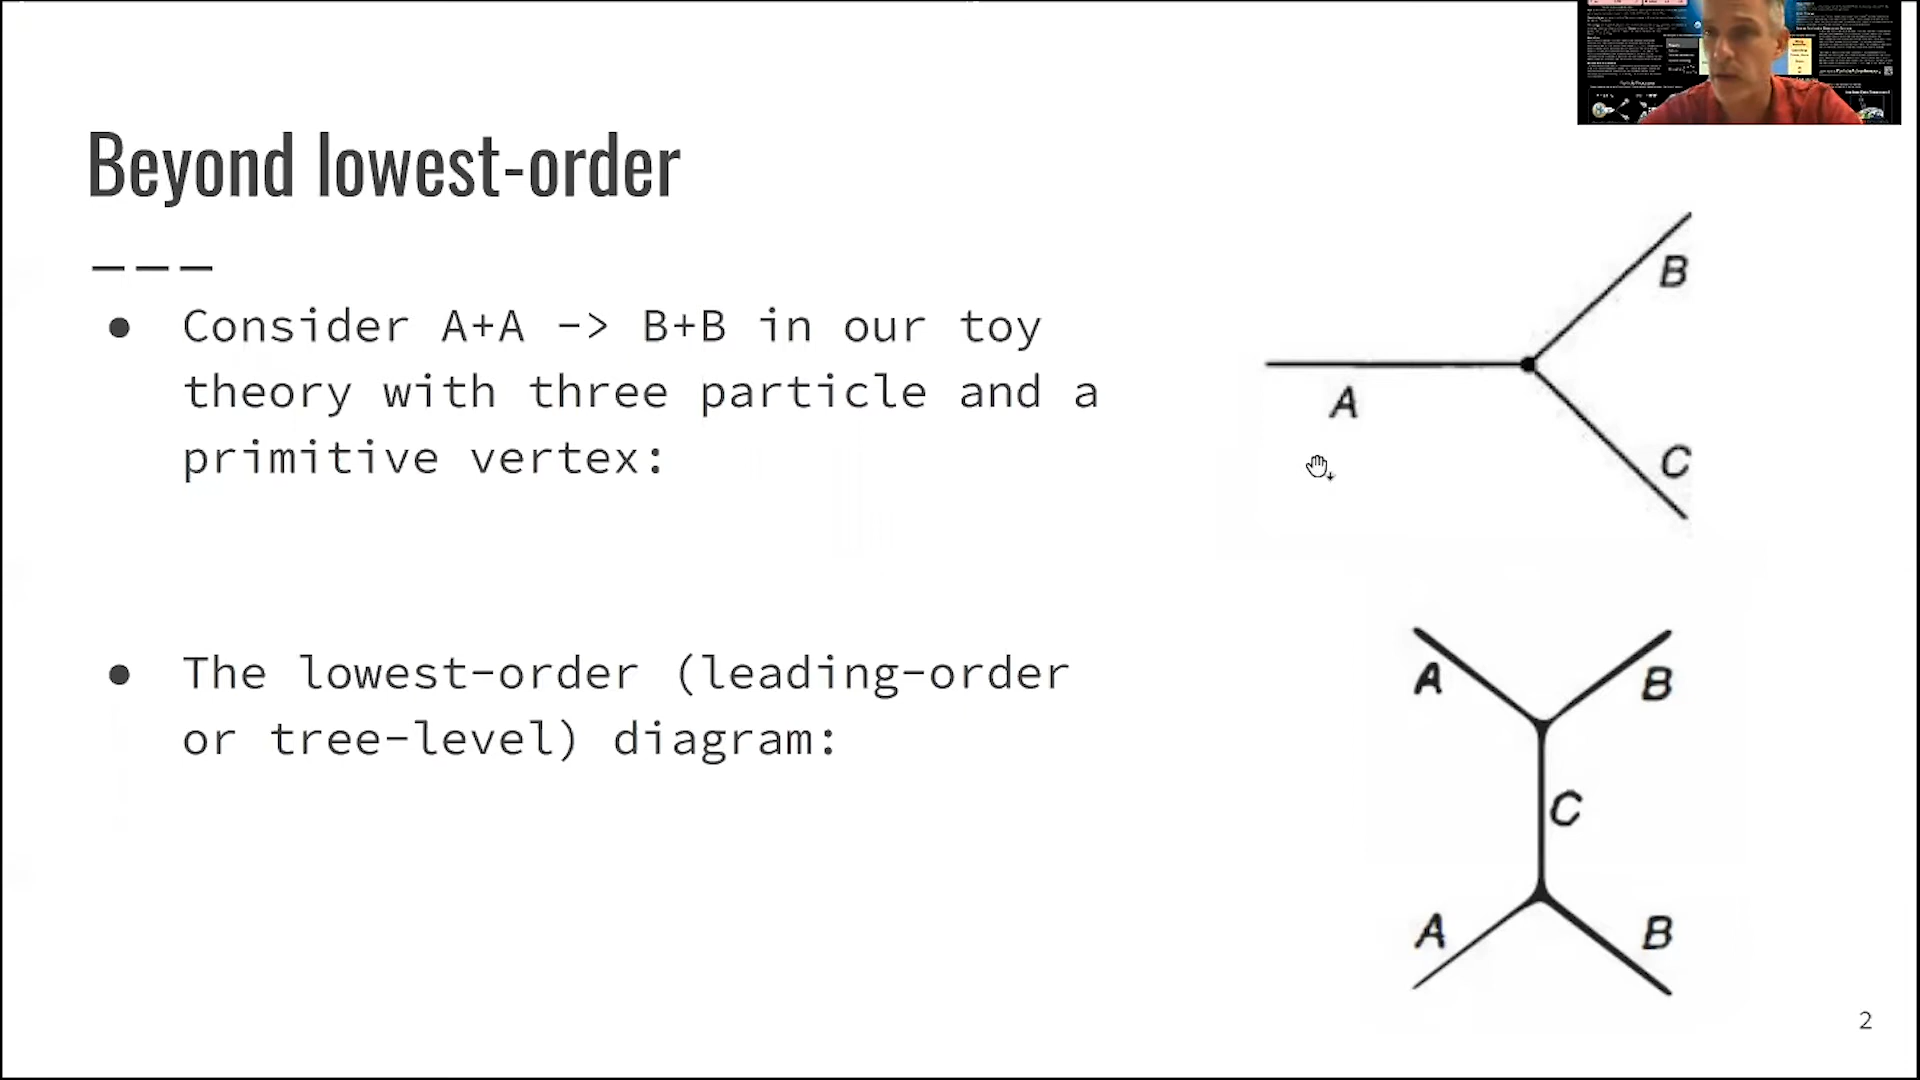 Beyond lowest-order
● Consider A+A -> B+B in our toy
theory with three particle and a
primitive vertex:
B
A
C
● The lowest-order (leading-order
or tree-level) diagram:
A
B
C
A
B
2